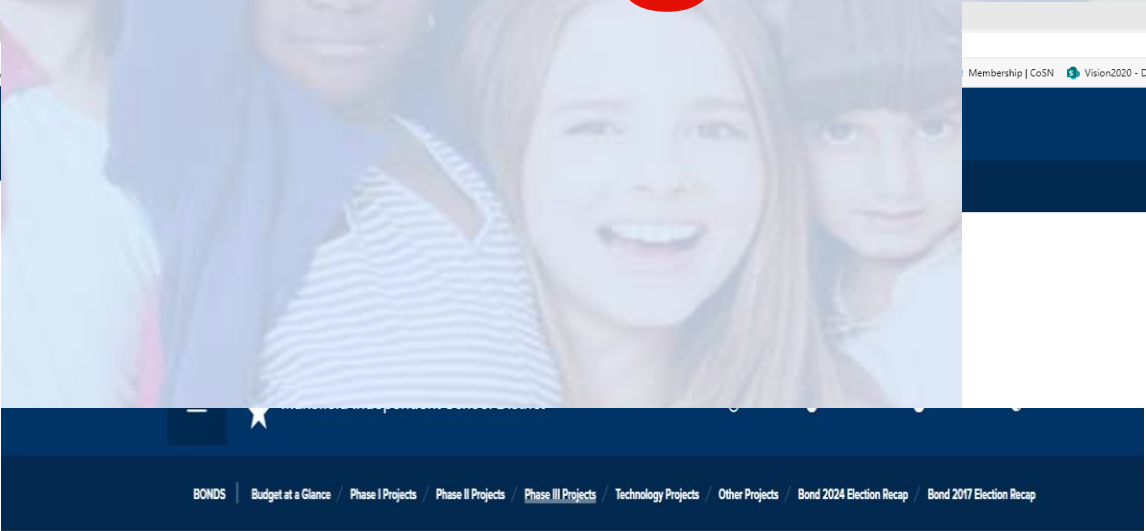 Membership | CoSN Vision2020 - D
BONDS | Budget at a Glance / Phase I Projects / Phase II Projects / Phase III Projects / Technology Projects / Other Projects / Bond 2024 Election Recap / Bond 2017 Election Recap